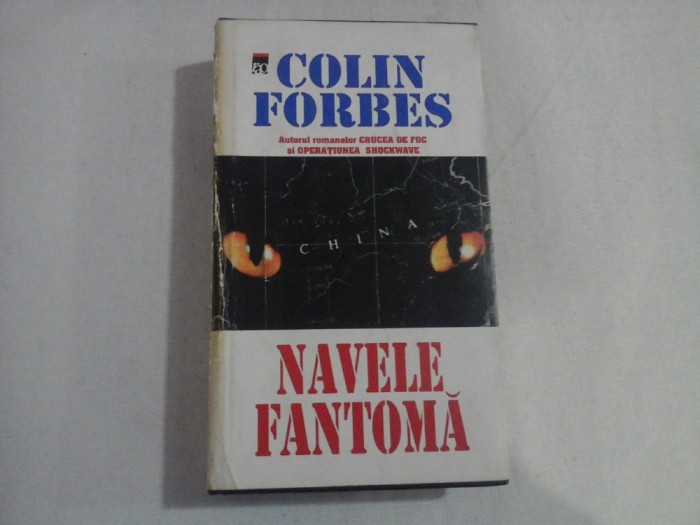 COLIN
FORBES
Autorul romanelor CRUCEA DE FOC
și OPERAȚIUNEA SHOCKWAVE
CHINA
NAVELE
FANTOMĂ